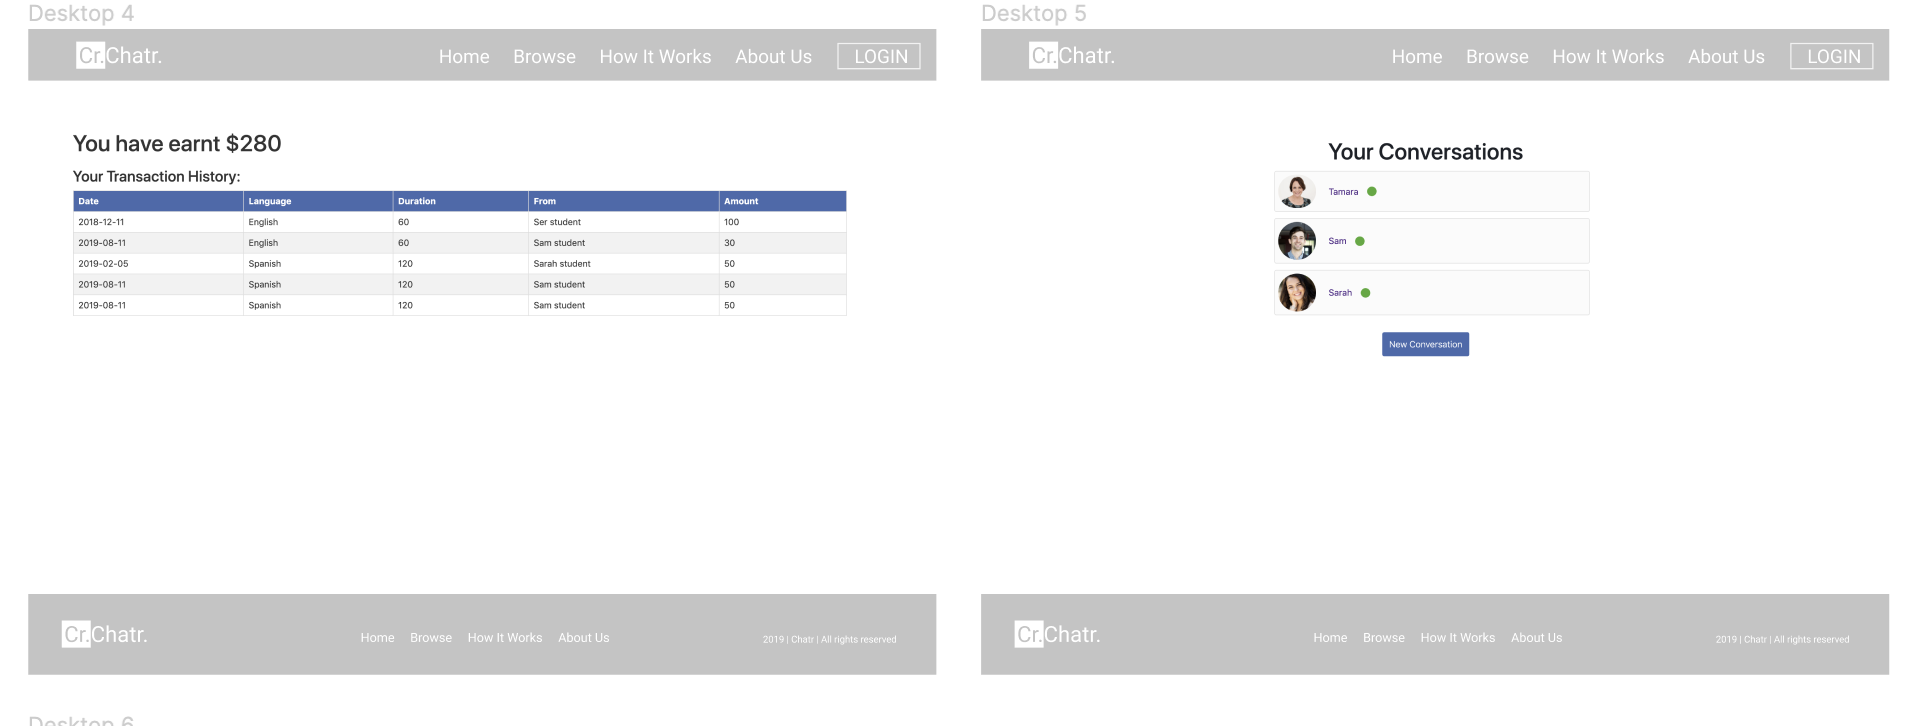 Desktop 4
Cr.Chatr. Home Browse How It Works About Us LOGIN
You have earnt $280
Your Transaction History:
Date Language Duration From Amount
2018-12-11 English 60 Ser student 100
2019-08-11 English 60 Sam student 30
2019-02-05 Spanish 120 Sarah student 50
2019-08-11 Spanish 120 Sam student 50
2019-08-11 Spanish 120 Sam student 50
Cr.Chatr. Home Browse How It Works About Us 2019 | Chatr | All rights reserved
Desktop 5
Cr.Chatr. Home Browse How It Works About Us LOGIN
Your Conversations
Tamara
Sam
Sarah
New Conversation
Cr.Chatr. Home Browse How It Works About Us 2019 | Chatr | All rights reserved
Desktop 6